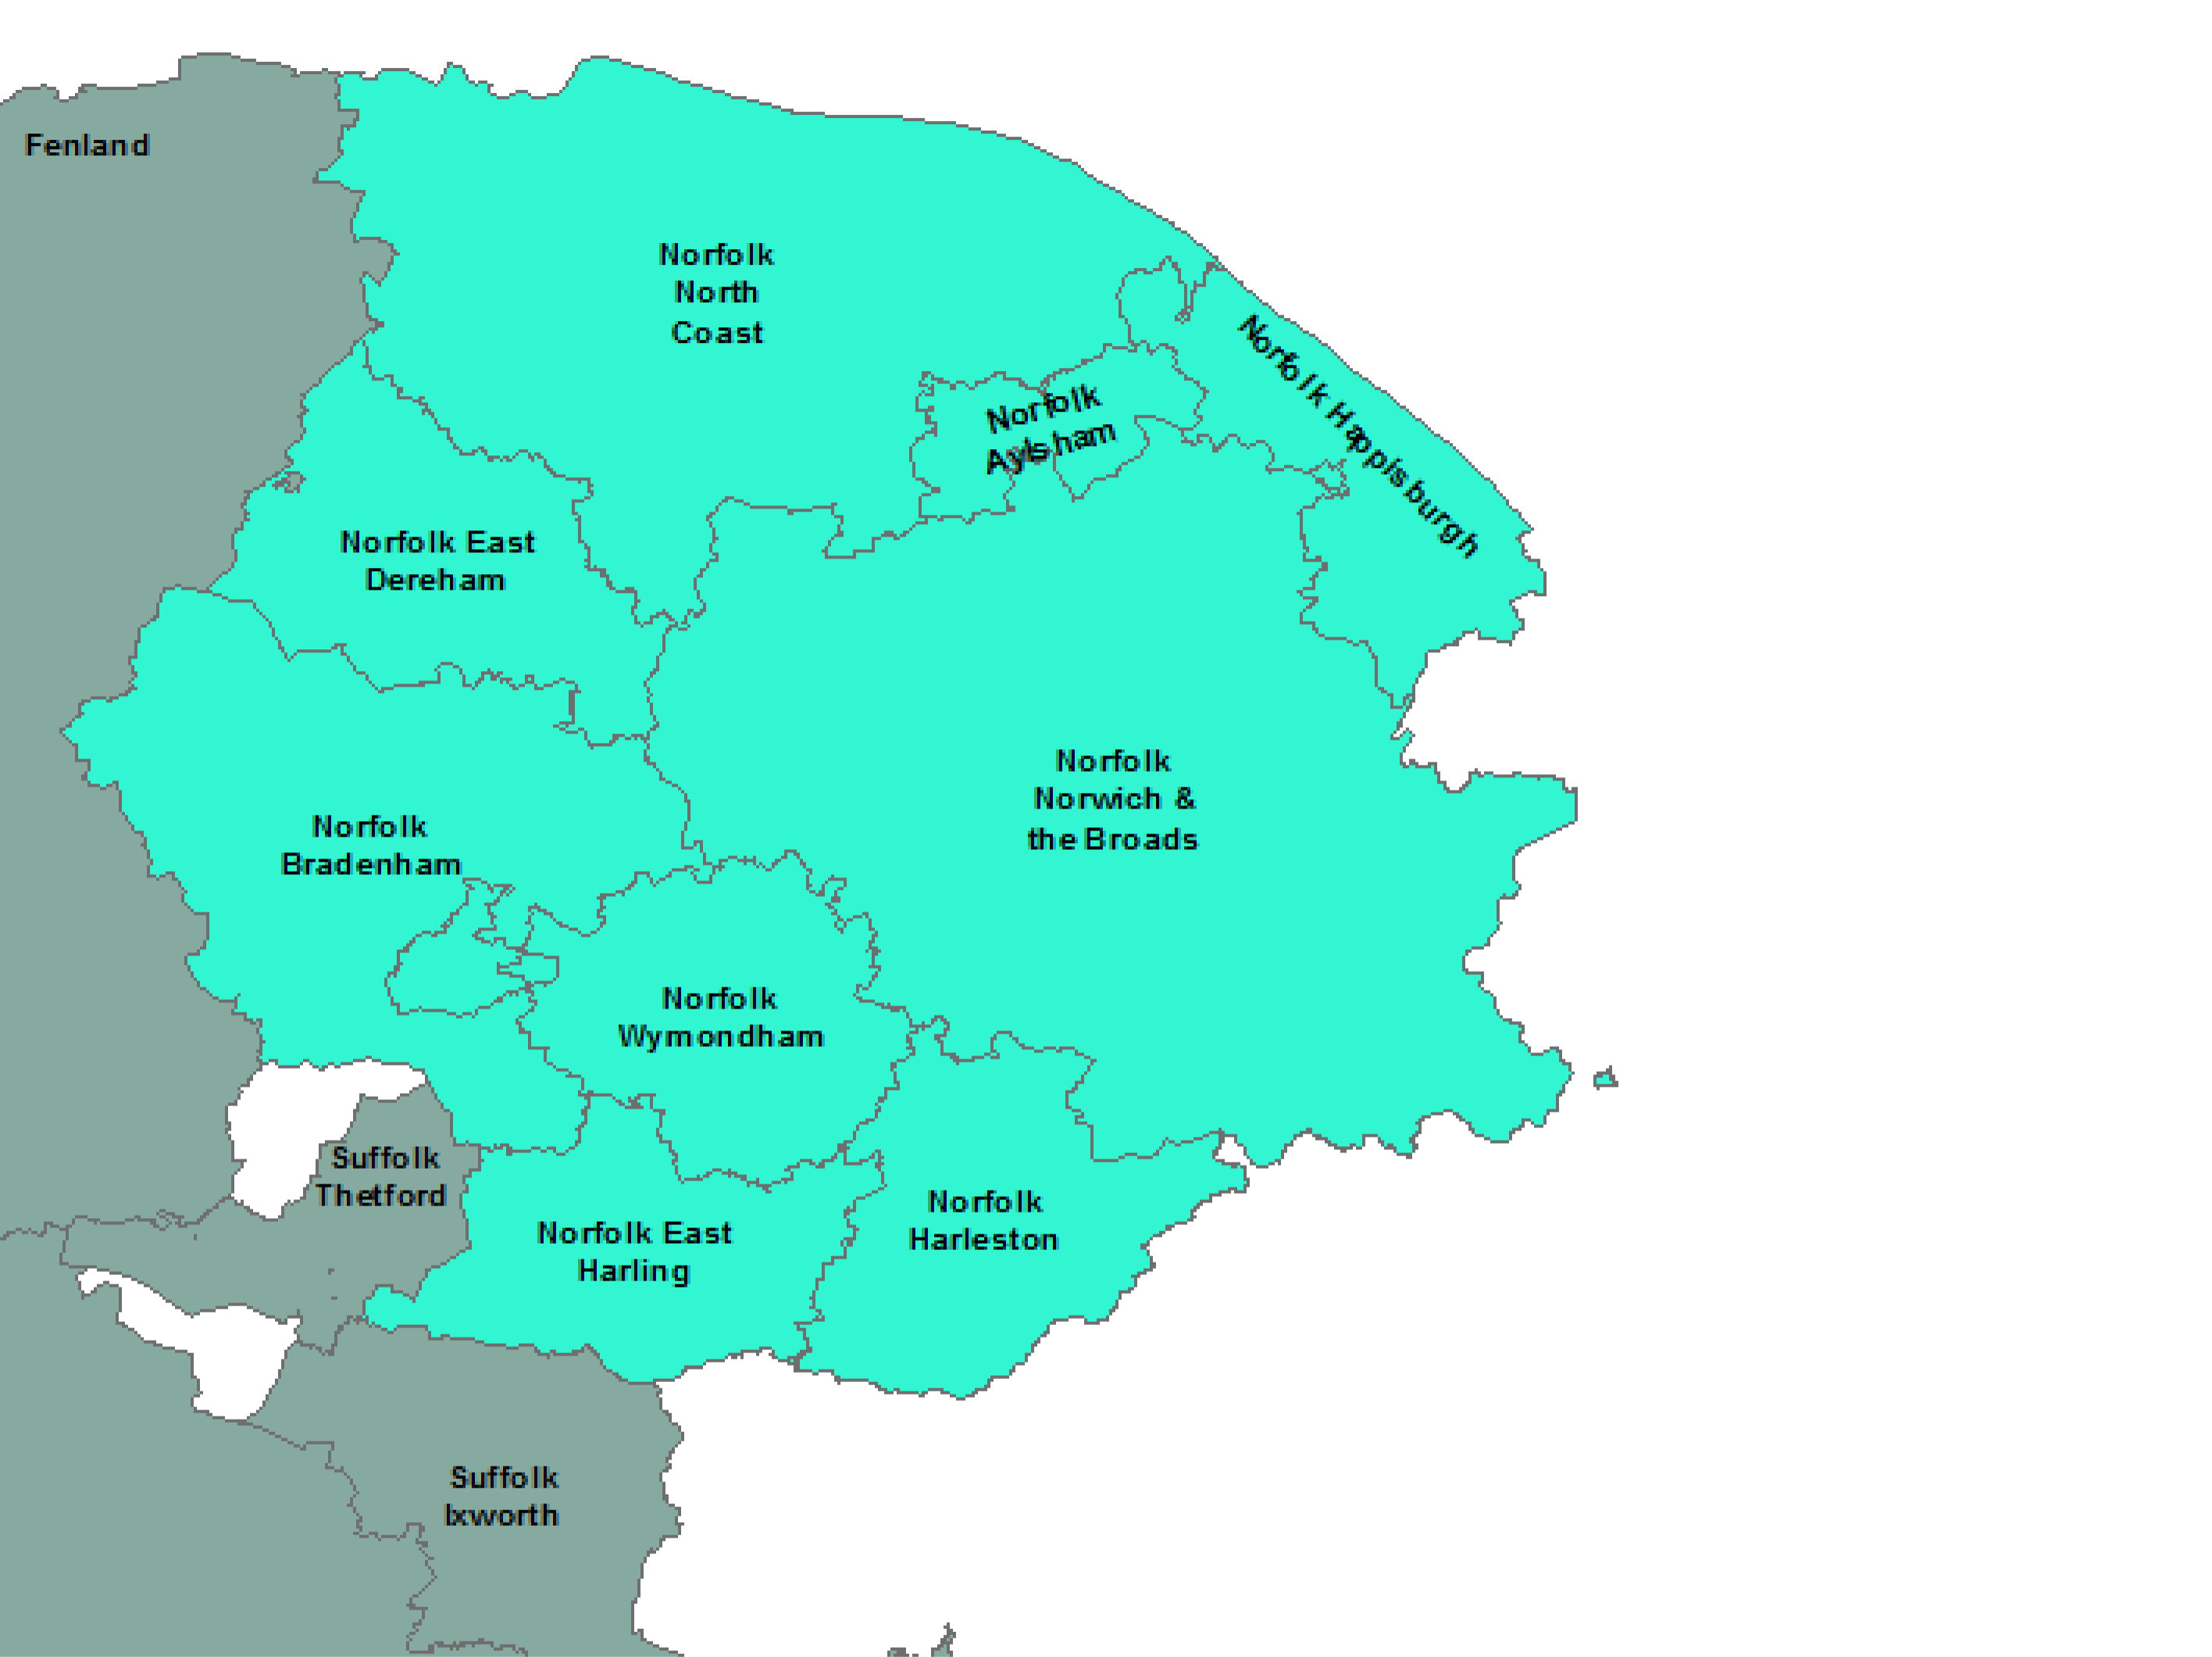 Fenland
Norfolk
North
Coast
Norfolk Happisburgh
Norfolk
Aylsham
Norfolk East
Dereham
Norfolk
Norwich &
the Broads
Norfolk
Bradenham
Norfolk
Wymondham
Suffolk
Thetford
Norfolk East
Harling
Norfolk
Harleston
Suffolk
Ixworth